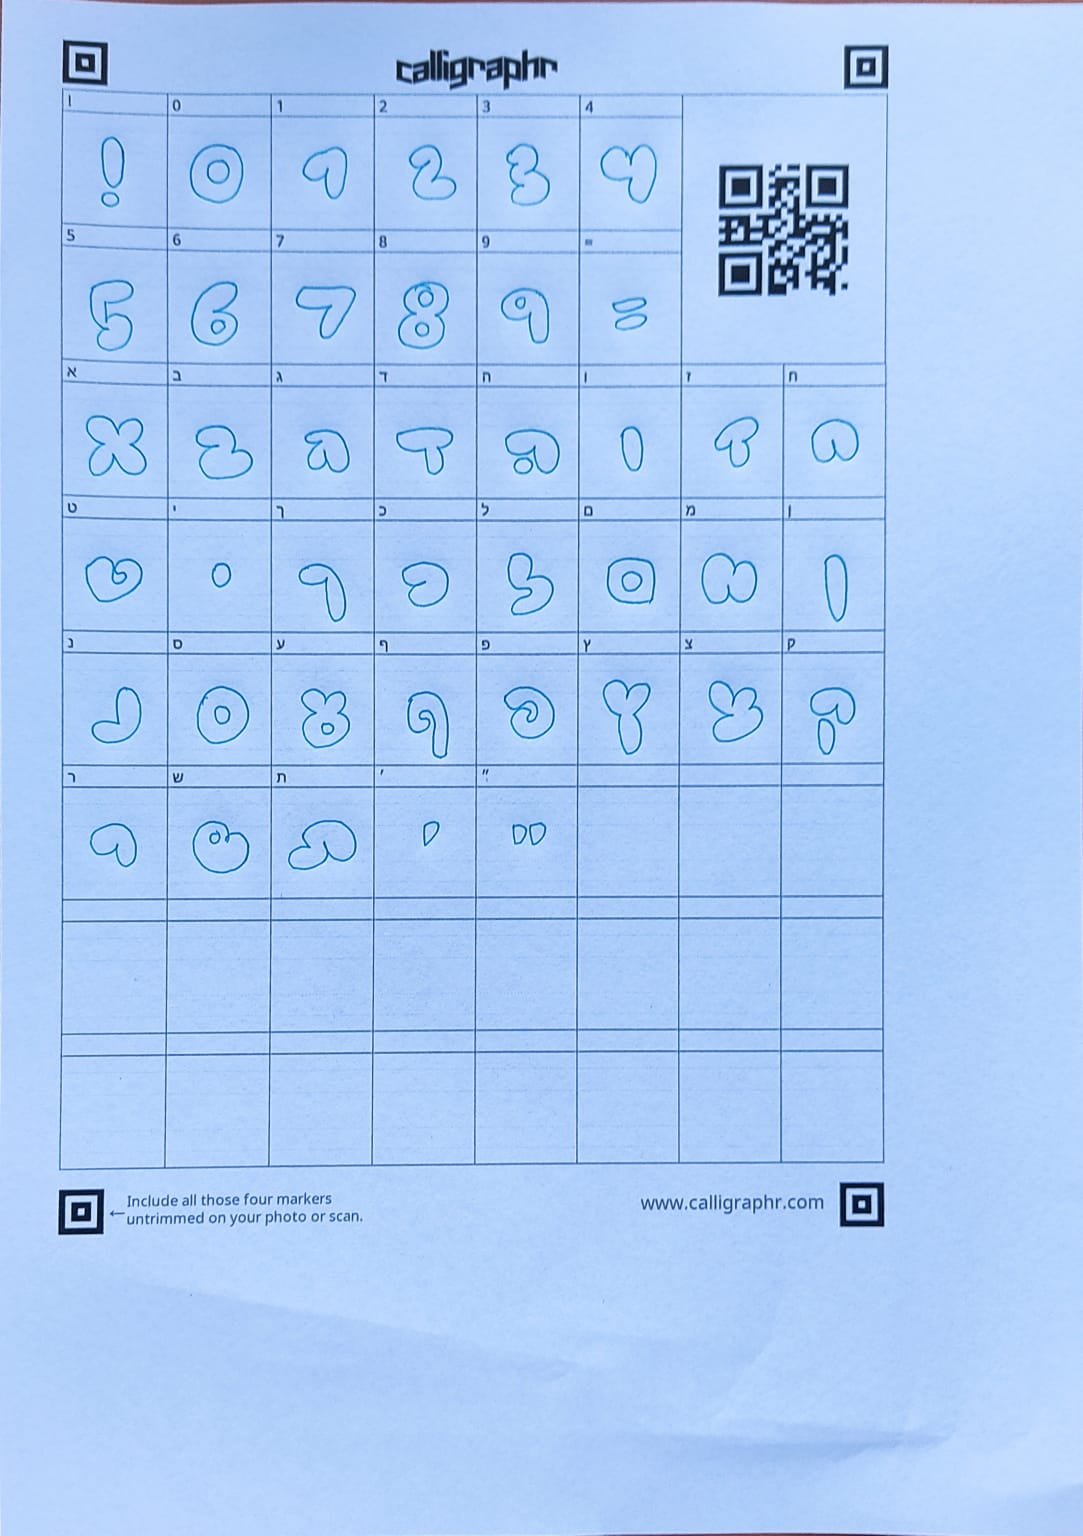 calligraphr
! 0 1 2 3 4
! 0 1 2 3 4
5 6 7 8 9 =
5 6 7 8 9 =
א ב ג ד ה ו ז ח
א ב ג ד ה ו ז ח
ט י ך כ ל ם מ ן
ט י ך כ ל ם מ ן
נ ס ע ף פ ץ צ ק
נ ס ע ף פ ץ צ ק
ר ש ת ׳ ״
ר ש ת ׳ ״
Include all those four markers
←untrimmed on your photo or scan.
www.calligraphr.com